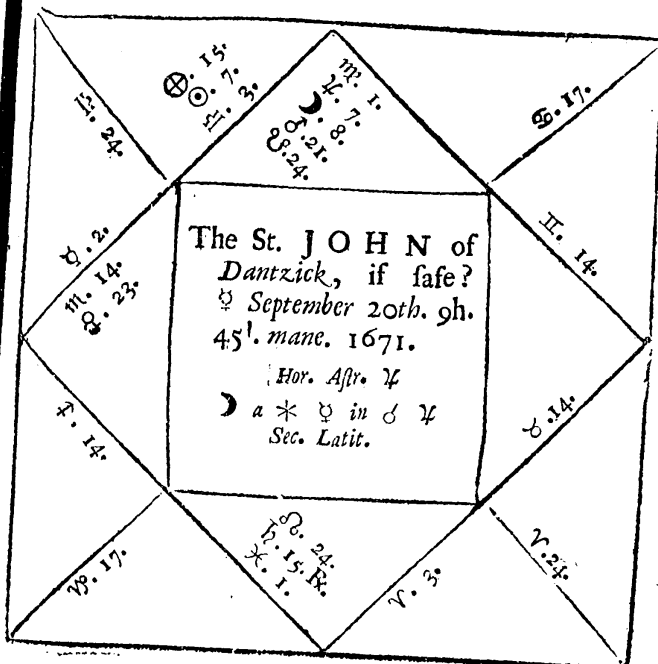 ⊕. 15.
☉. 7.
♎. 3.
♍. 1.
♃. 7.
☽. 8.
♂. 21.
☋. 24.
♋. 17.
♎. 24.
♊. 14.
☿. 2.
♏. 14.
♀. 23.
The St. JOHN of
Dantzick, if ſafe?
☿ September 20th. 9h.
45'. mane. 1671.
Hor. Aſtr. ♃
☽ a ⚹ ☿ in ☌ ♃
Sec. Latit.
♐. 14.
♉. 14.
♑. 17.
☊. 24.
♄. 15. ℞.
♓. 1.
♈. 3.
♈. 24.